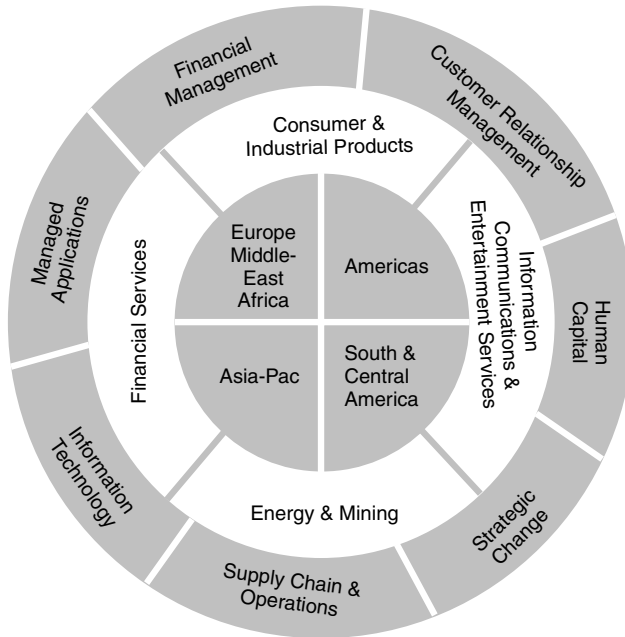 Financial
Management
Customer Relationship
Management
Human
Capital
Strategic
Change
Supply Chain &
Operations
Information
Technology
Managed
Applications
Consumer &
Industrial Products
Information
Communications &
Entertainment Services
Energy & Mining
Financial Services
Europe
Middle-
East
Africa
Americas
Asia-Pac
South &
Central
America